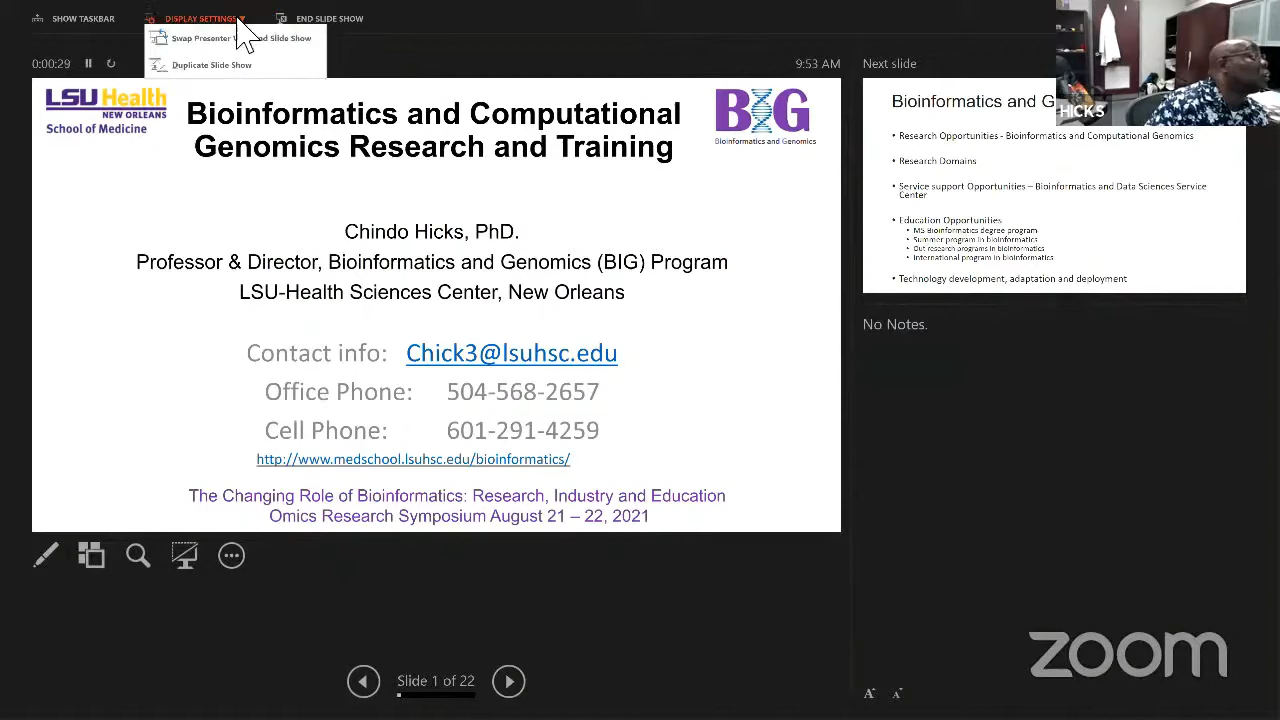 SHOW TASKBAR
DISPLAY SETTINGS
END SLIDE SHOW
Swap Presenter and Slide Show
Duplicate Slide Show
0:00:29
9:53 AM
LSU Health
NEW ORLEANS
School of Medicine
Bioinformatics and Computational
Genomics Research and Training
BIG
Bioinformatics and Genomics
Chindo Hicks, PhD.
Professor & Director, Bioinformatics and Genomics (BIG) Program
LSU-Health Sciences Center, New Orleans
Contact info: Chick3@lsuhsc.edu
Office Phone: 504-568-2657
Cell Phone: 601-291-4259
http://www.medschool.lsuhsc.edu/bioinformatics/
The Changing Role of Bioinformatics: Research, Industry and Education
Omics Research Symposium August 21 – 22, 2021
Slide 1 of 22
Next slide
HICKS
Bioinformatics and G
• Research Opportunities - Bioinformatics and Computational Genomics
• Research Domains
• Service support Opportunities – Bioinformatics and Data Sciences Service
Center
• Education Opportunities
• MS Bioinformatics degree program
• Summer program in bioinformatics
• Out research programs in bioinformatics
• International program in bioinformatics
• Technology development, adaptation and deployment
No Notes.
zoom
A A